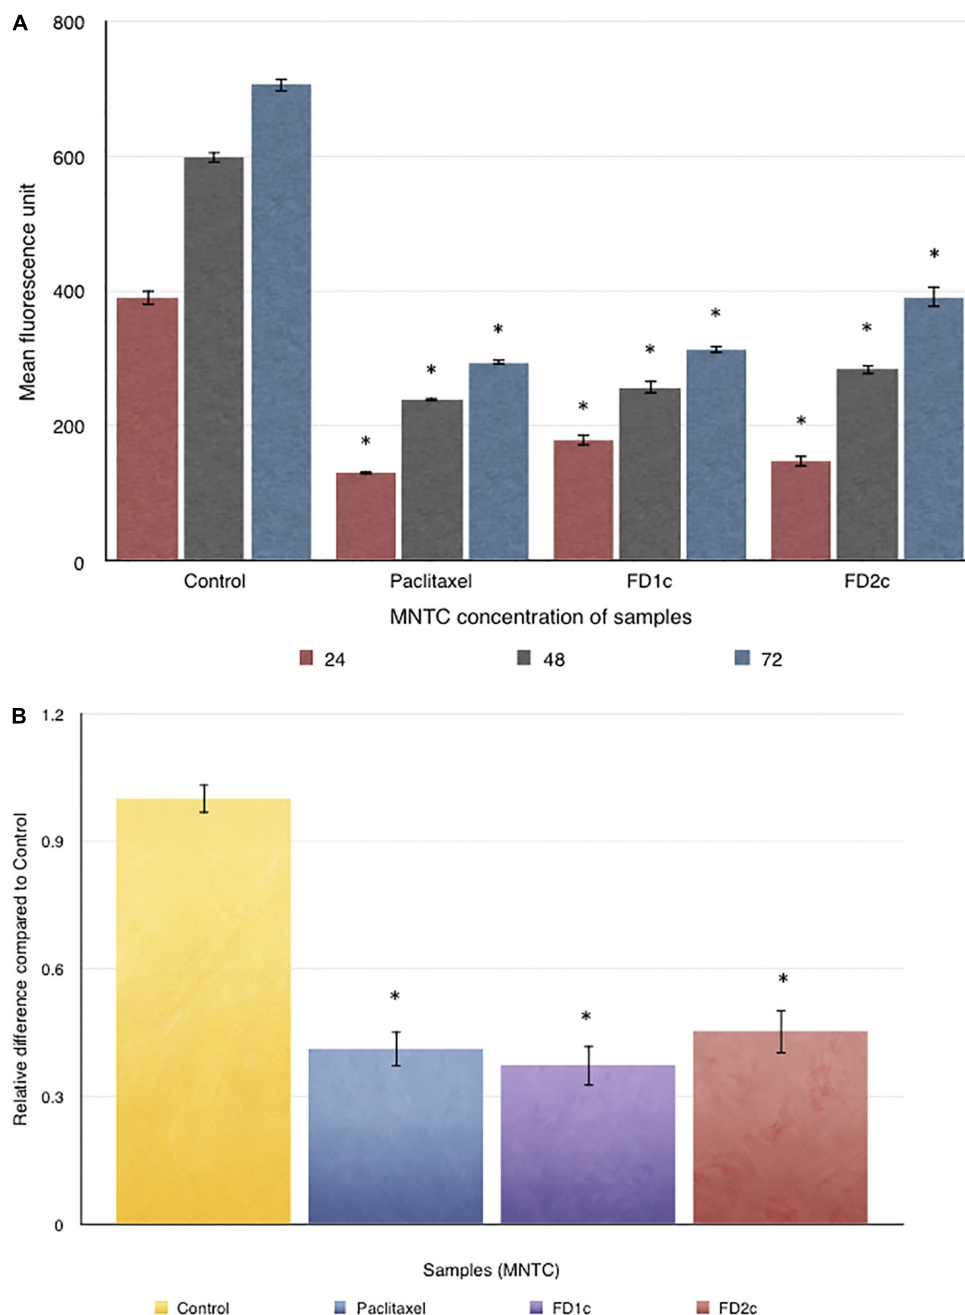 A
800
600
400
200
0
Mean fluorescence unit
* * * * * * * * *
Control Paclitaxel FD1c FD2c
MNTC concentration of samples
24 48 72
B
1.2
0.9
0.6
0.3
0
Relative difference compared to Control
* * *
Samples (MNTC)
Control Paclitaxel FD1c FD2c